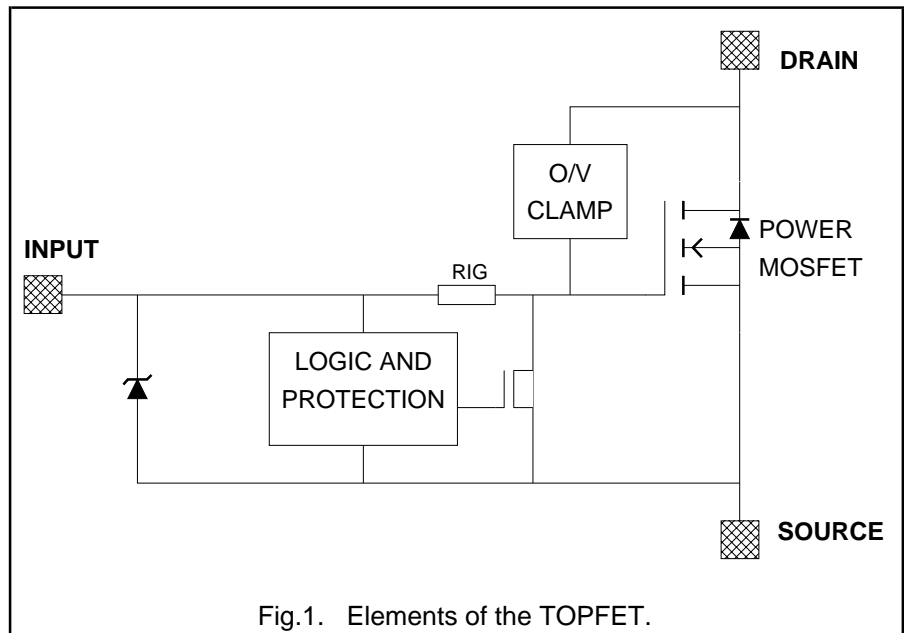 DRAIN
O/V
CLAMP
POWER
MOSFET
INPUT
RIG
LOGIC AND
PROTECTION
SOURCE
Fig.1. Elements of the TOPFET.